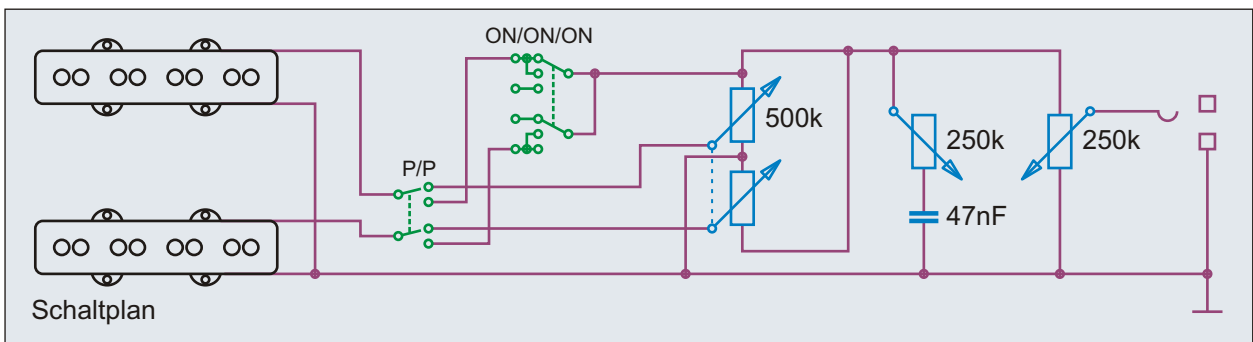 ON/ON/ON
P/P
500k
250k
250k
47nF
Schaltplan